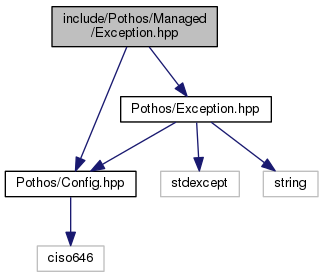 include/Pothos/Managed
/Exception.hpp
Pothos/Exception.hpp
Pothos/Config.hpp
stdexcept
string
ciso646